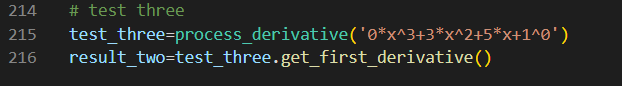 214 # test three
215 test_three=process_derivative('0*x^3+3*x^2+5*x+1^0')
216 result_two=test_three.get_first_derivative()